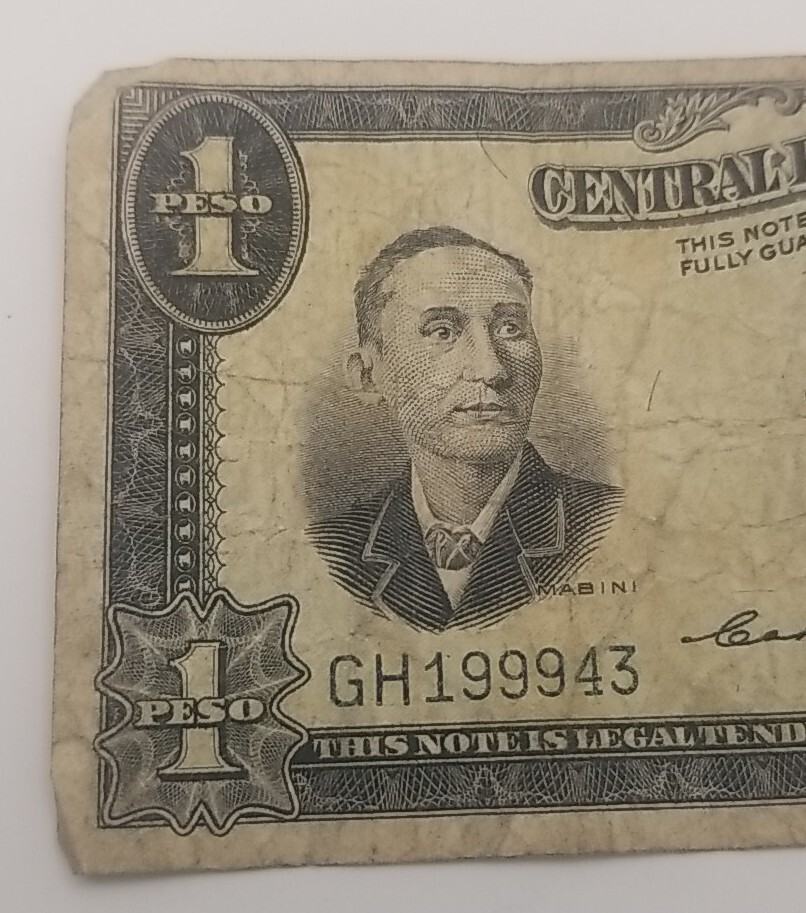 1
PESO
CENTRAL
THIS NOTE
FULLY GUA
MABINI
GH199943
1
PESO
THIS NOTE IS LEGAL TEND